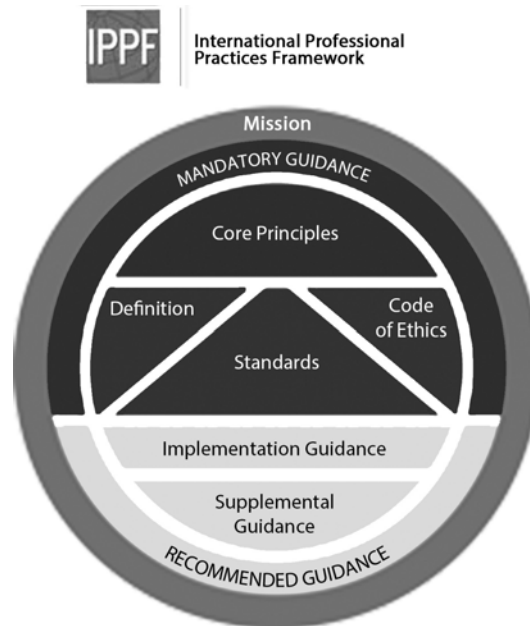 IPPF
International Professional
Practices Framework
Mission
MANDATORY GUIDANCE
Core Principles
Definition
Code
of Ethics
Standards
Implementation Guidance
Supplemental
Guidance
RECOMMENDED GUIDANCE